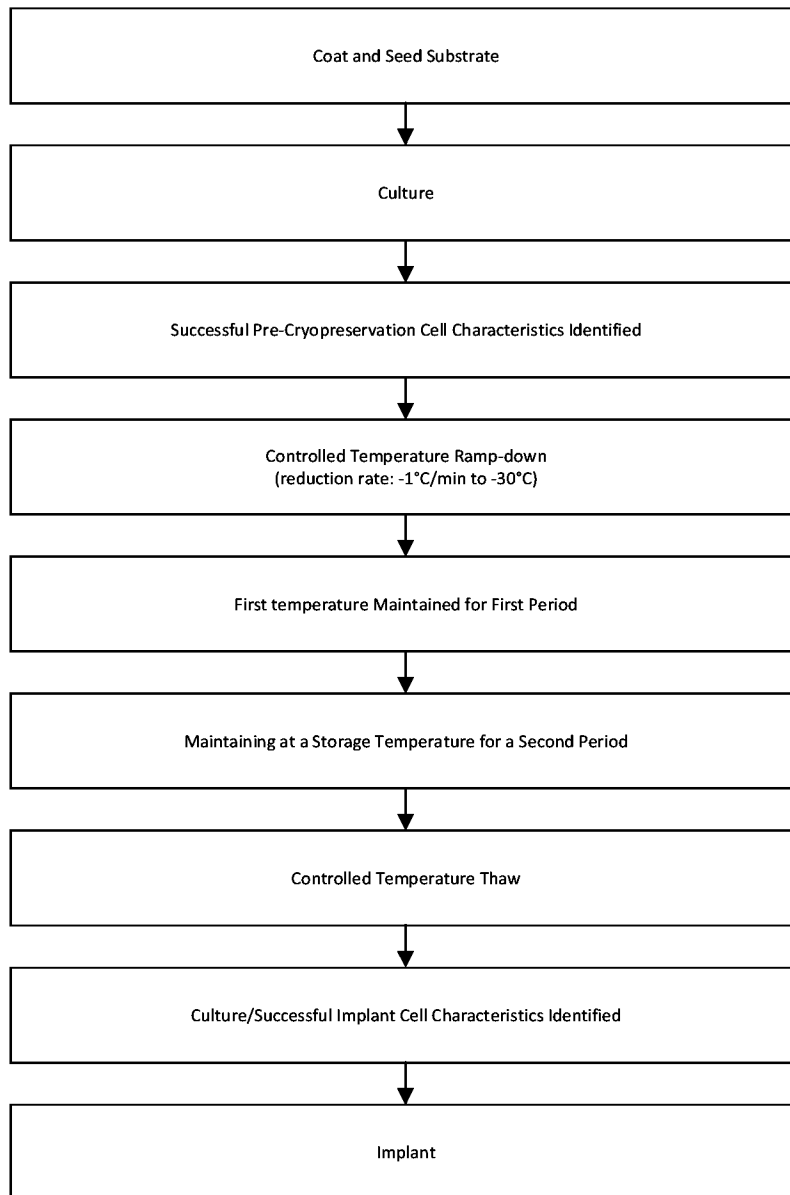 Coat and Seed Substrate
Culture
Successful Pre-Cryopreservation Cell Characteristics Identified
Controlled Temperature Ramp-down
(reduction rate: -1°C/min to -30°C)
First temperature Maintained for First Period
Maintaining at a Storage Temperature for a Second Period
Controlled Temperature Thaw
Culture/Successful Implant Cell Characteristics Identified
Implant